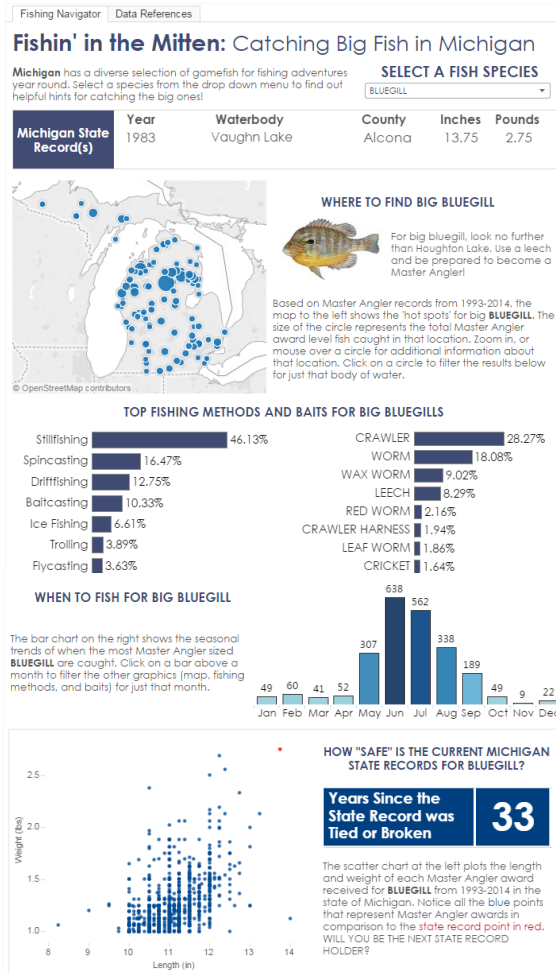 Fishing Navigator Data References
Fishin' in the Mitten: Catching Big Fish in Michigan
Michigan has a diverse selection of gamefish for fishing adventures
year round. Select a species from the drop down menu to find out
helpful hints for catching the big ones!
SELECT A FISH SPECIES
BLUEGILL
Michigan State
Record(s)
Year Waterbody County Inches Pounds
1983 Vaughn Lake Alcona 13.75 2.75
© OpenStreetMap contributors
WHERE TO FIND BIG BLUEGILL
For big bluegill, look no further
than Houghton Lake. Use a leech
and be prepared to become a
Master Angler!
Based on Master Angler records from 1993-2014, the
map to the left shows the 'hot spots' for big BLUEGILL. The
size of the circle represents the total Master Angler
award level fish caught in that location. Zoom in, or
mouse over a circle for additional information about
that location. Click on a circle to filter the results below
for just that body of water.
TOP FISHING METHODS AND BAITS FOR BIG BLUEGILLS
Stillfishing 46.13%
Spincasting 16.47%
Driftfishing 12.75%
Baitcasting 10.33%
Ice Fishing 6.61%
Trolling 3.89%
Flycasting 3.63%
CRAWLER 28.27%
WORM 18.08%
WAX WORM 9.02%
LEECH 8.29%
RED WORM 2.16%
CRAWLER HARNESS 1.94%
LEAF WORM 1.86%
CRICKET 1.64%
WHEN TO FISH FOR BIG BLUEGILL
The bar chart on the right shows the seasonal
trends of when the most Master Angler sized
BLUEGILL are caught. Click on a bar above a
month to filter the other graphics (map, fishing
methods, and baits) for just that month.
49 60 41 52 307 638 562 338 189 49 9 22
Jan Feb Mar Apr May Jun Jul Aug Sep Oct Nov Dec
HOW "SAFE" IS THE CURRENT MICHIGAN
STATE RECORDS FOR BLUEGILL?
Years Since the
State Record was
Tied or Broken
33
The scatter chart at the left plots the length
and weight of each Master Angler award
received for BLUEGILL from 1993-2014 in the
state of Michigan. Notice all the blue points
that represent Master Angler awards in
comparison to the state record point in red.
WILL YOU BE THE NEXT STATE RECORD
HOLDER?
Weight (lbs)
2.5
2.0
1.5
1.0
8 9 10 11 12 13 14
Length (in)